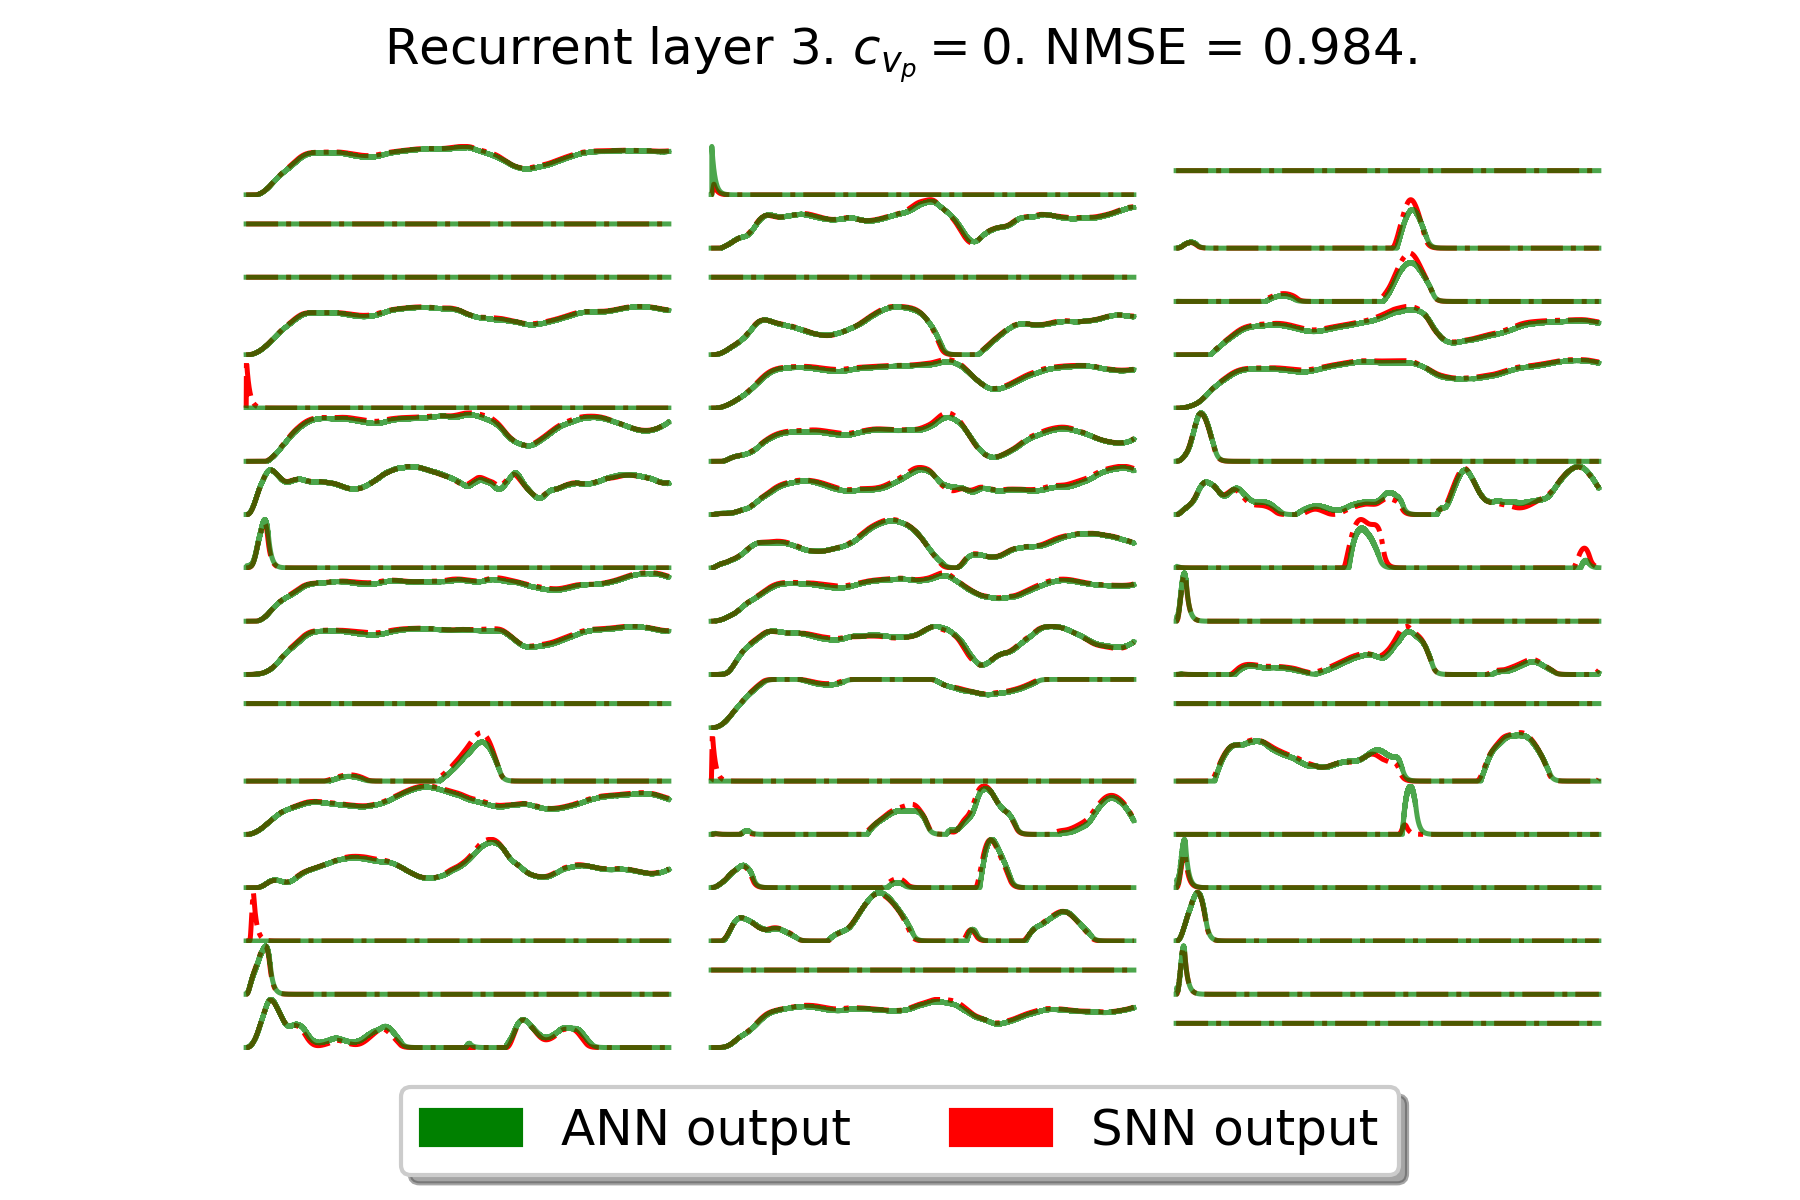 Recurrent layer 3. $c_{v_p} = 0$. NMSE = 0.984.
ANN output
SNN output